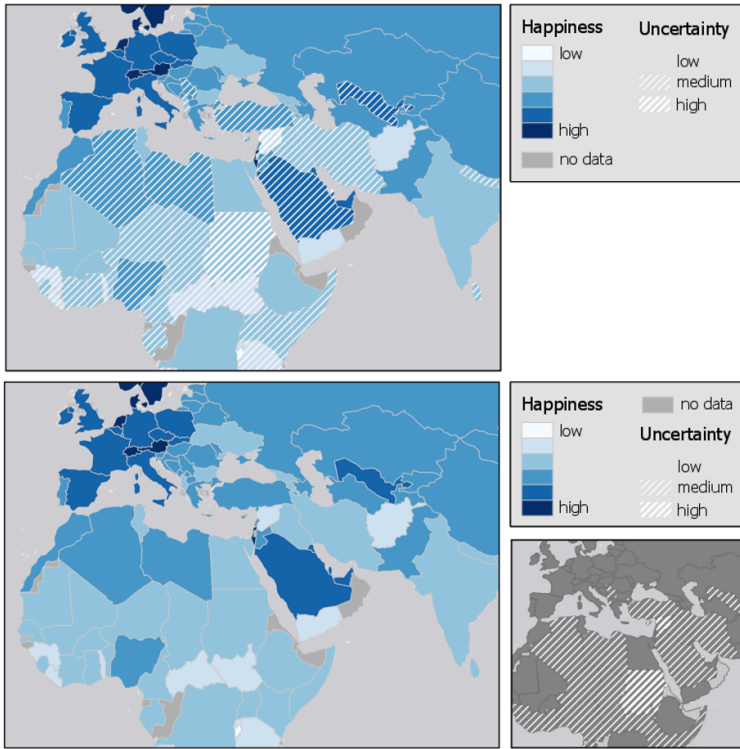 Happiness
Uncertainty
low
low
medium
high
high
no data
Happiness
no data
low
Uncertainty
low
medium
high
high